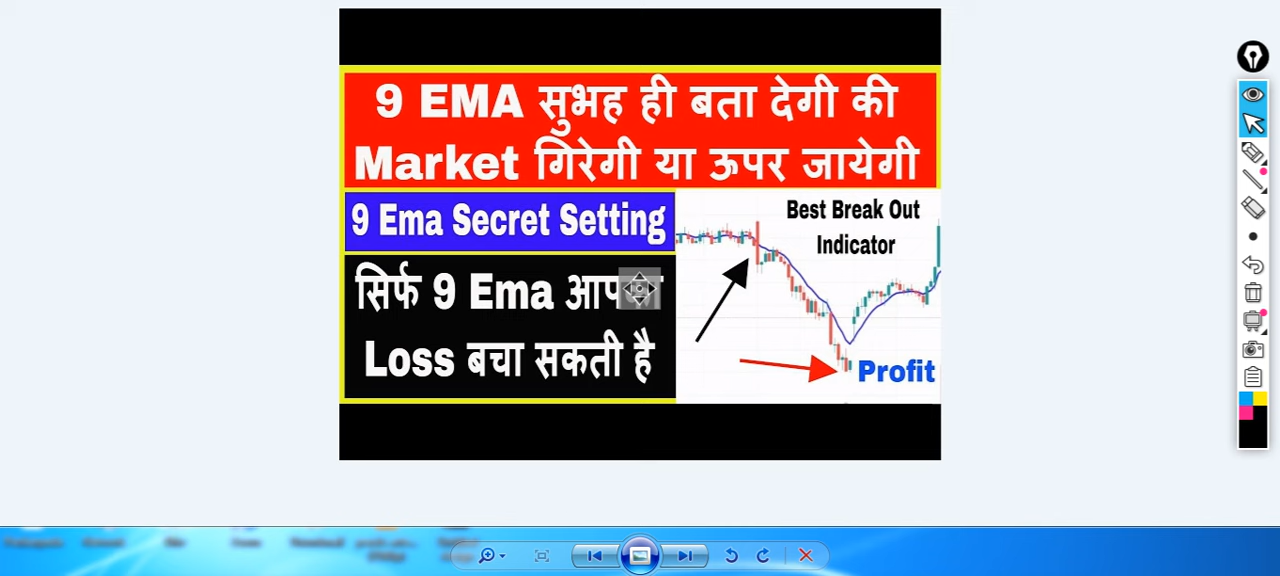 9 EMA सुभह ही बता देगी की
Market गिरेगी या ऊपर जायेगी
9 Ema Secret Setting
सिर्फ 9 Ema
Loss बचा सकती है
Best Break Out
Indicator
Profit